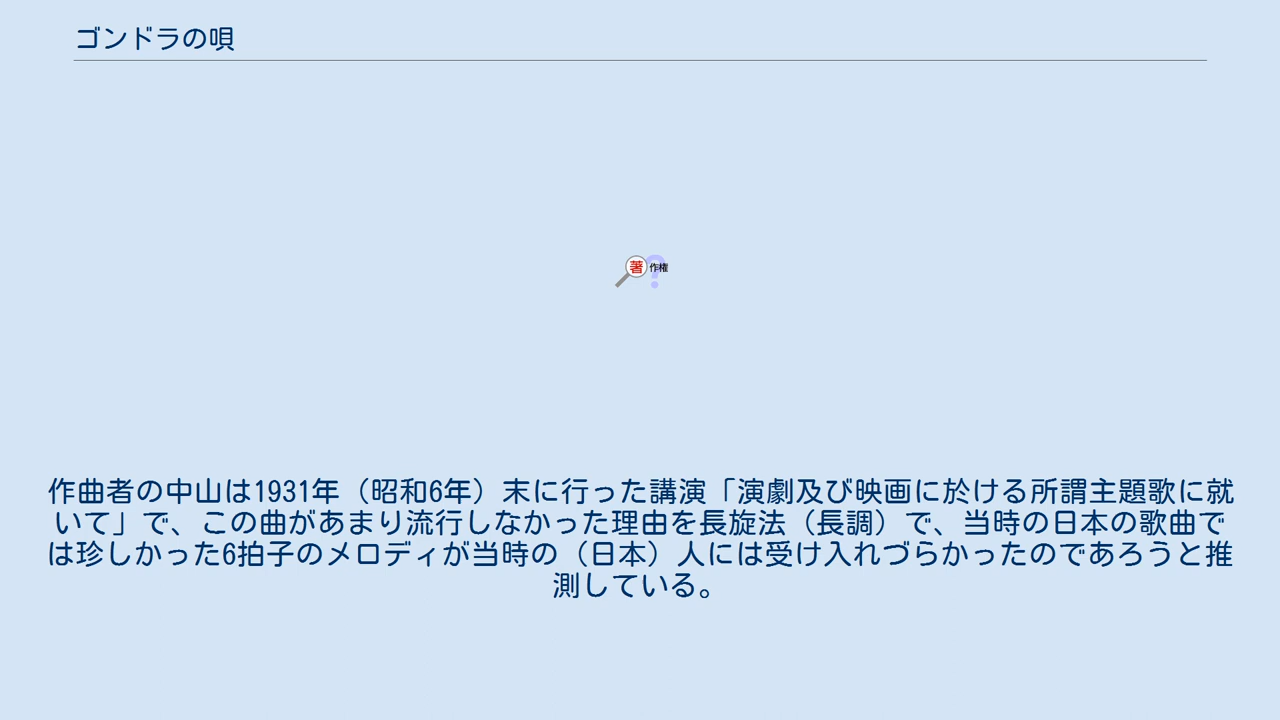 ゴンドラの唄
著作権
作曲者の中山は1931年（昭和6年）末に行った講演「演劇及び映画に於ける所謂主題歌に就
いて」で、この曲があまり流行しなかった理由を長旋法（長調）で、当時の日本の歌曲で
は珍しかった6拍子のメロディが当時の（日本）人には受け入れづらかったのであろうと推
測している。